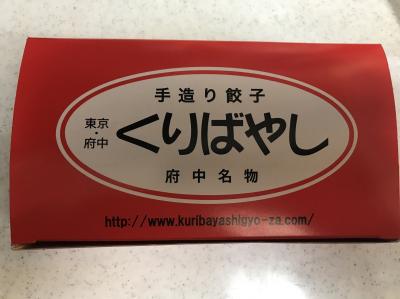 手造り餃子
東京・府中
くりばやし
府中名物
http://www.kuribayashigyo-za.com/